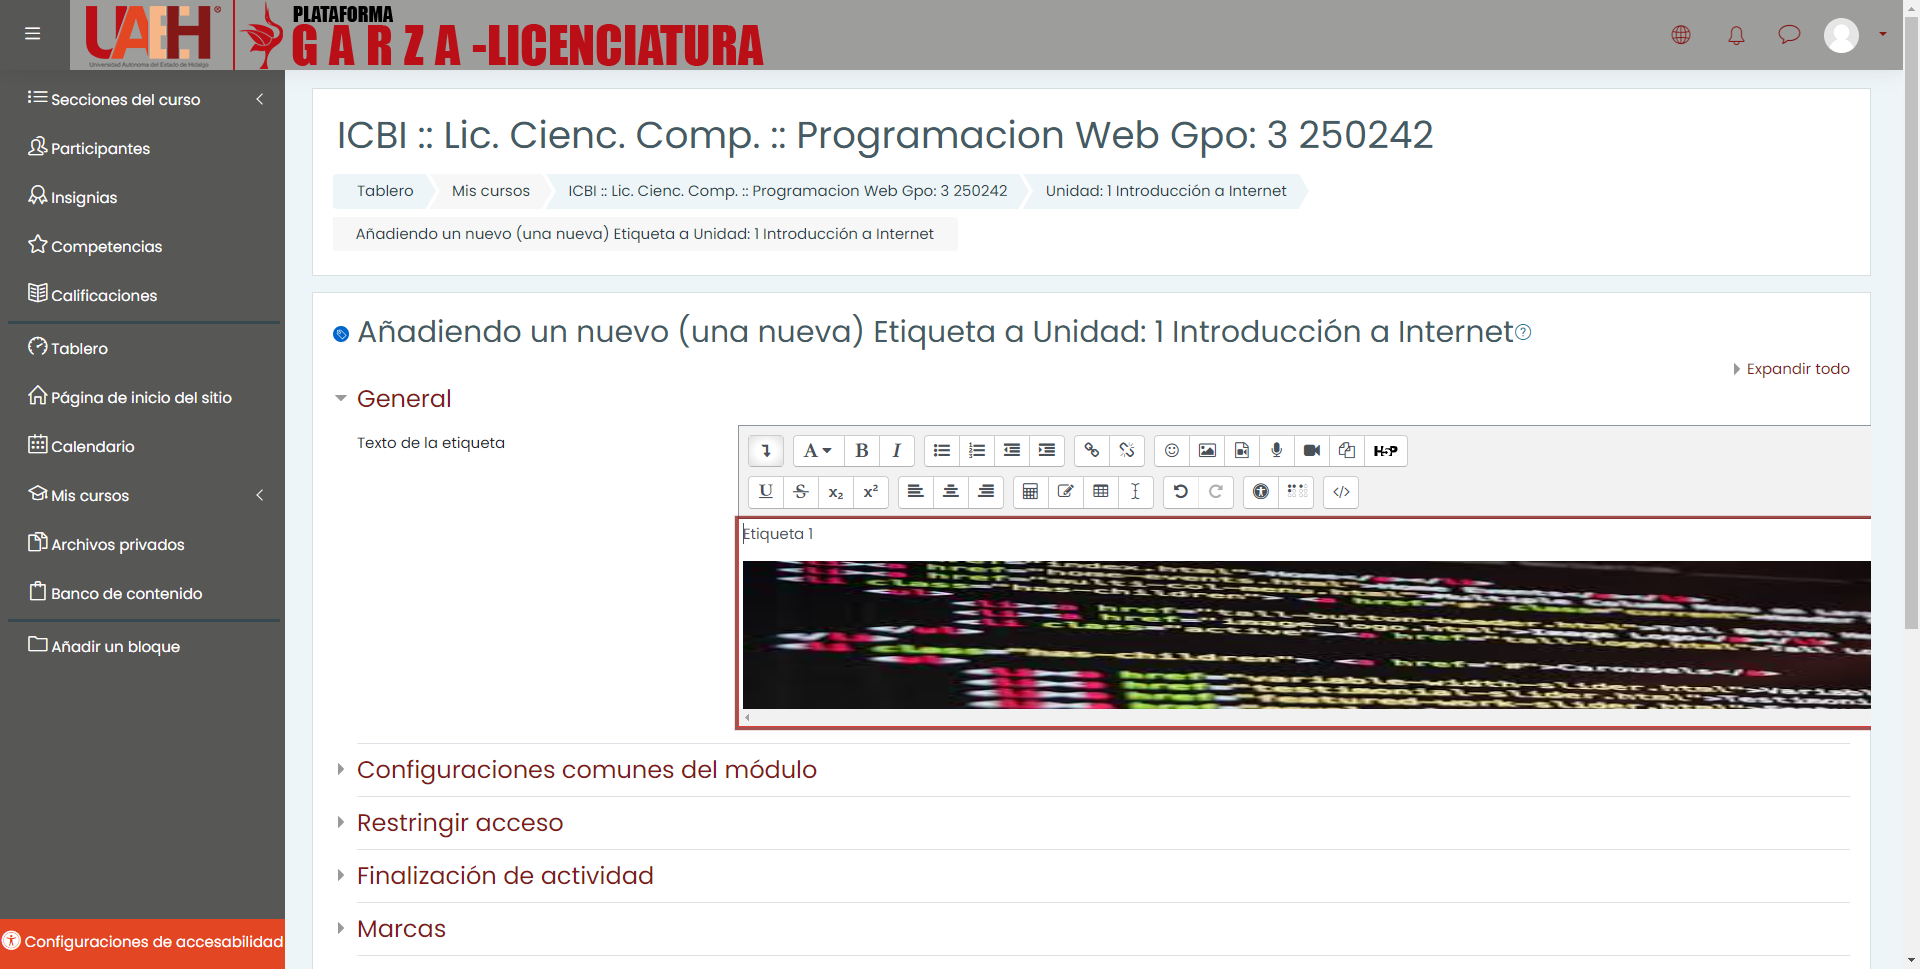 UAEH
Universidad Autónoma del Estado de Hidalgo
PLATAFORMA
GARZA -LICENCIATURA
Secciones del curso
Participantes
Insignias
Competencias
Calificaciones
Tablero
Página de inicio del sitio
Calendario
Mis cursos
Archivos privados
Banco de contenido
Añadir un bloque
Configuraciones de accesabilidad
ICBI :: Lic. Cienc. Comp. :: Programacion Web Gpo: 3 250242
Tablero
Mis cursos
ICBI :: Lic. Cienc. Comp. :: Programacion Web Gpo: 3 250242
Unidad: 1 Introducción a Internet
Añadiendo un nuevo (una nueva) Etiqueta a Unidad: 1 Introducción a Internet
Añadiendo un nuevo (una nueva) Etiqueta a Unidad: 1 Introducción a Internet
Expandir todo
General
Texto de la etiqueta
A B I
H5P
U S x₂ x²
Etiqueta 1
Configuraciones comunes del módulo
Restringir acceso
Finalización de actividad
Marcas